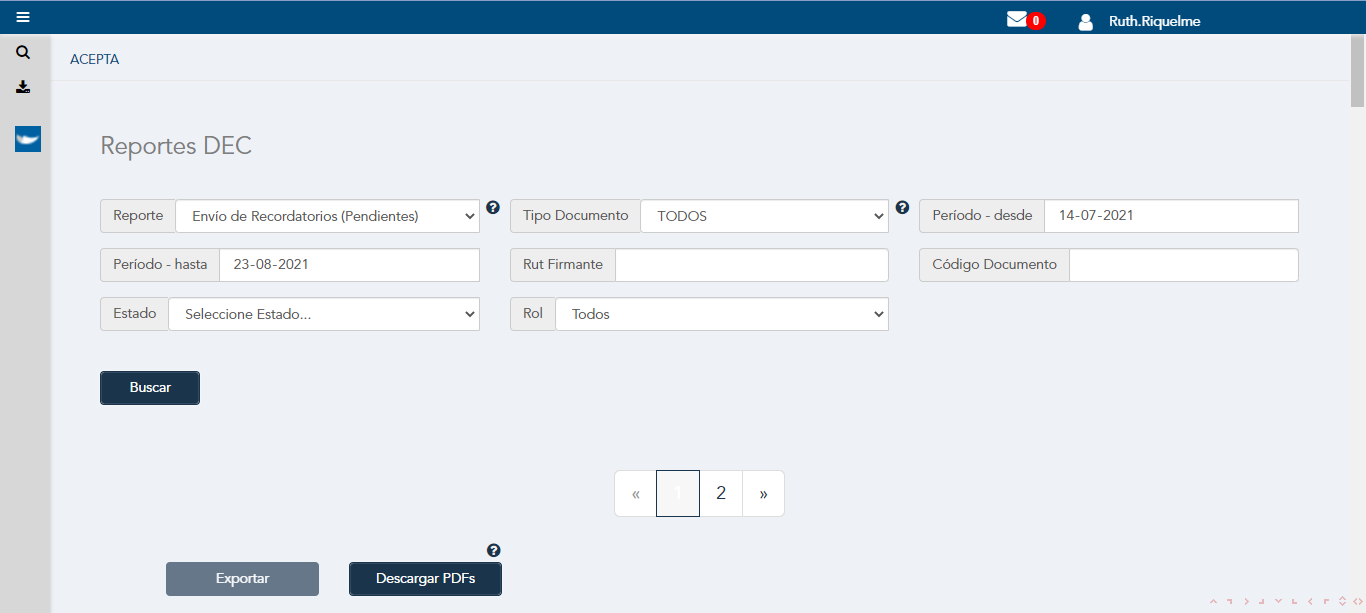 0 Ruth.Riquelme
ACEPTA
Reportes DEC
Reporte Envío de Recordatorios (Pendientes) ? Tipo Documento TODOS ? Período - desde 14-07-2021
Período - hasta 23-08-2021 Rut Firmante Código Documento
Estado Seleccione Estado... Rol Todos
Buscar
« 1 2 »
?
Exportar Descargar PDFs